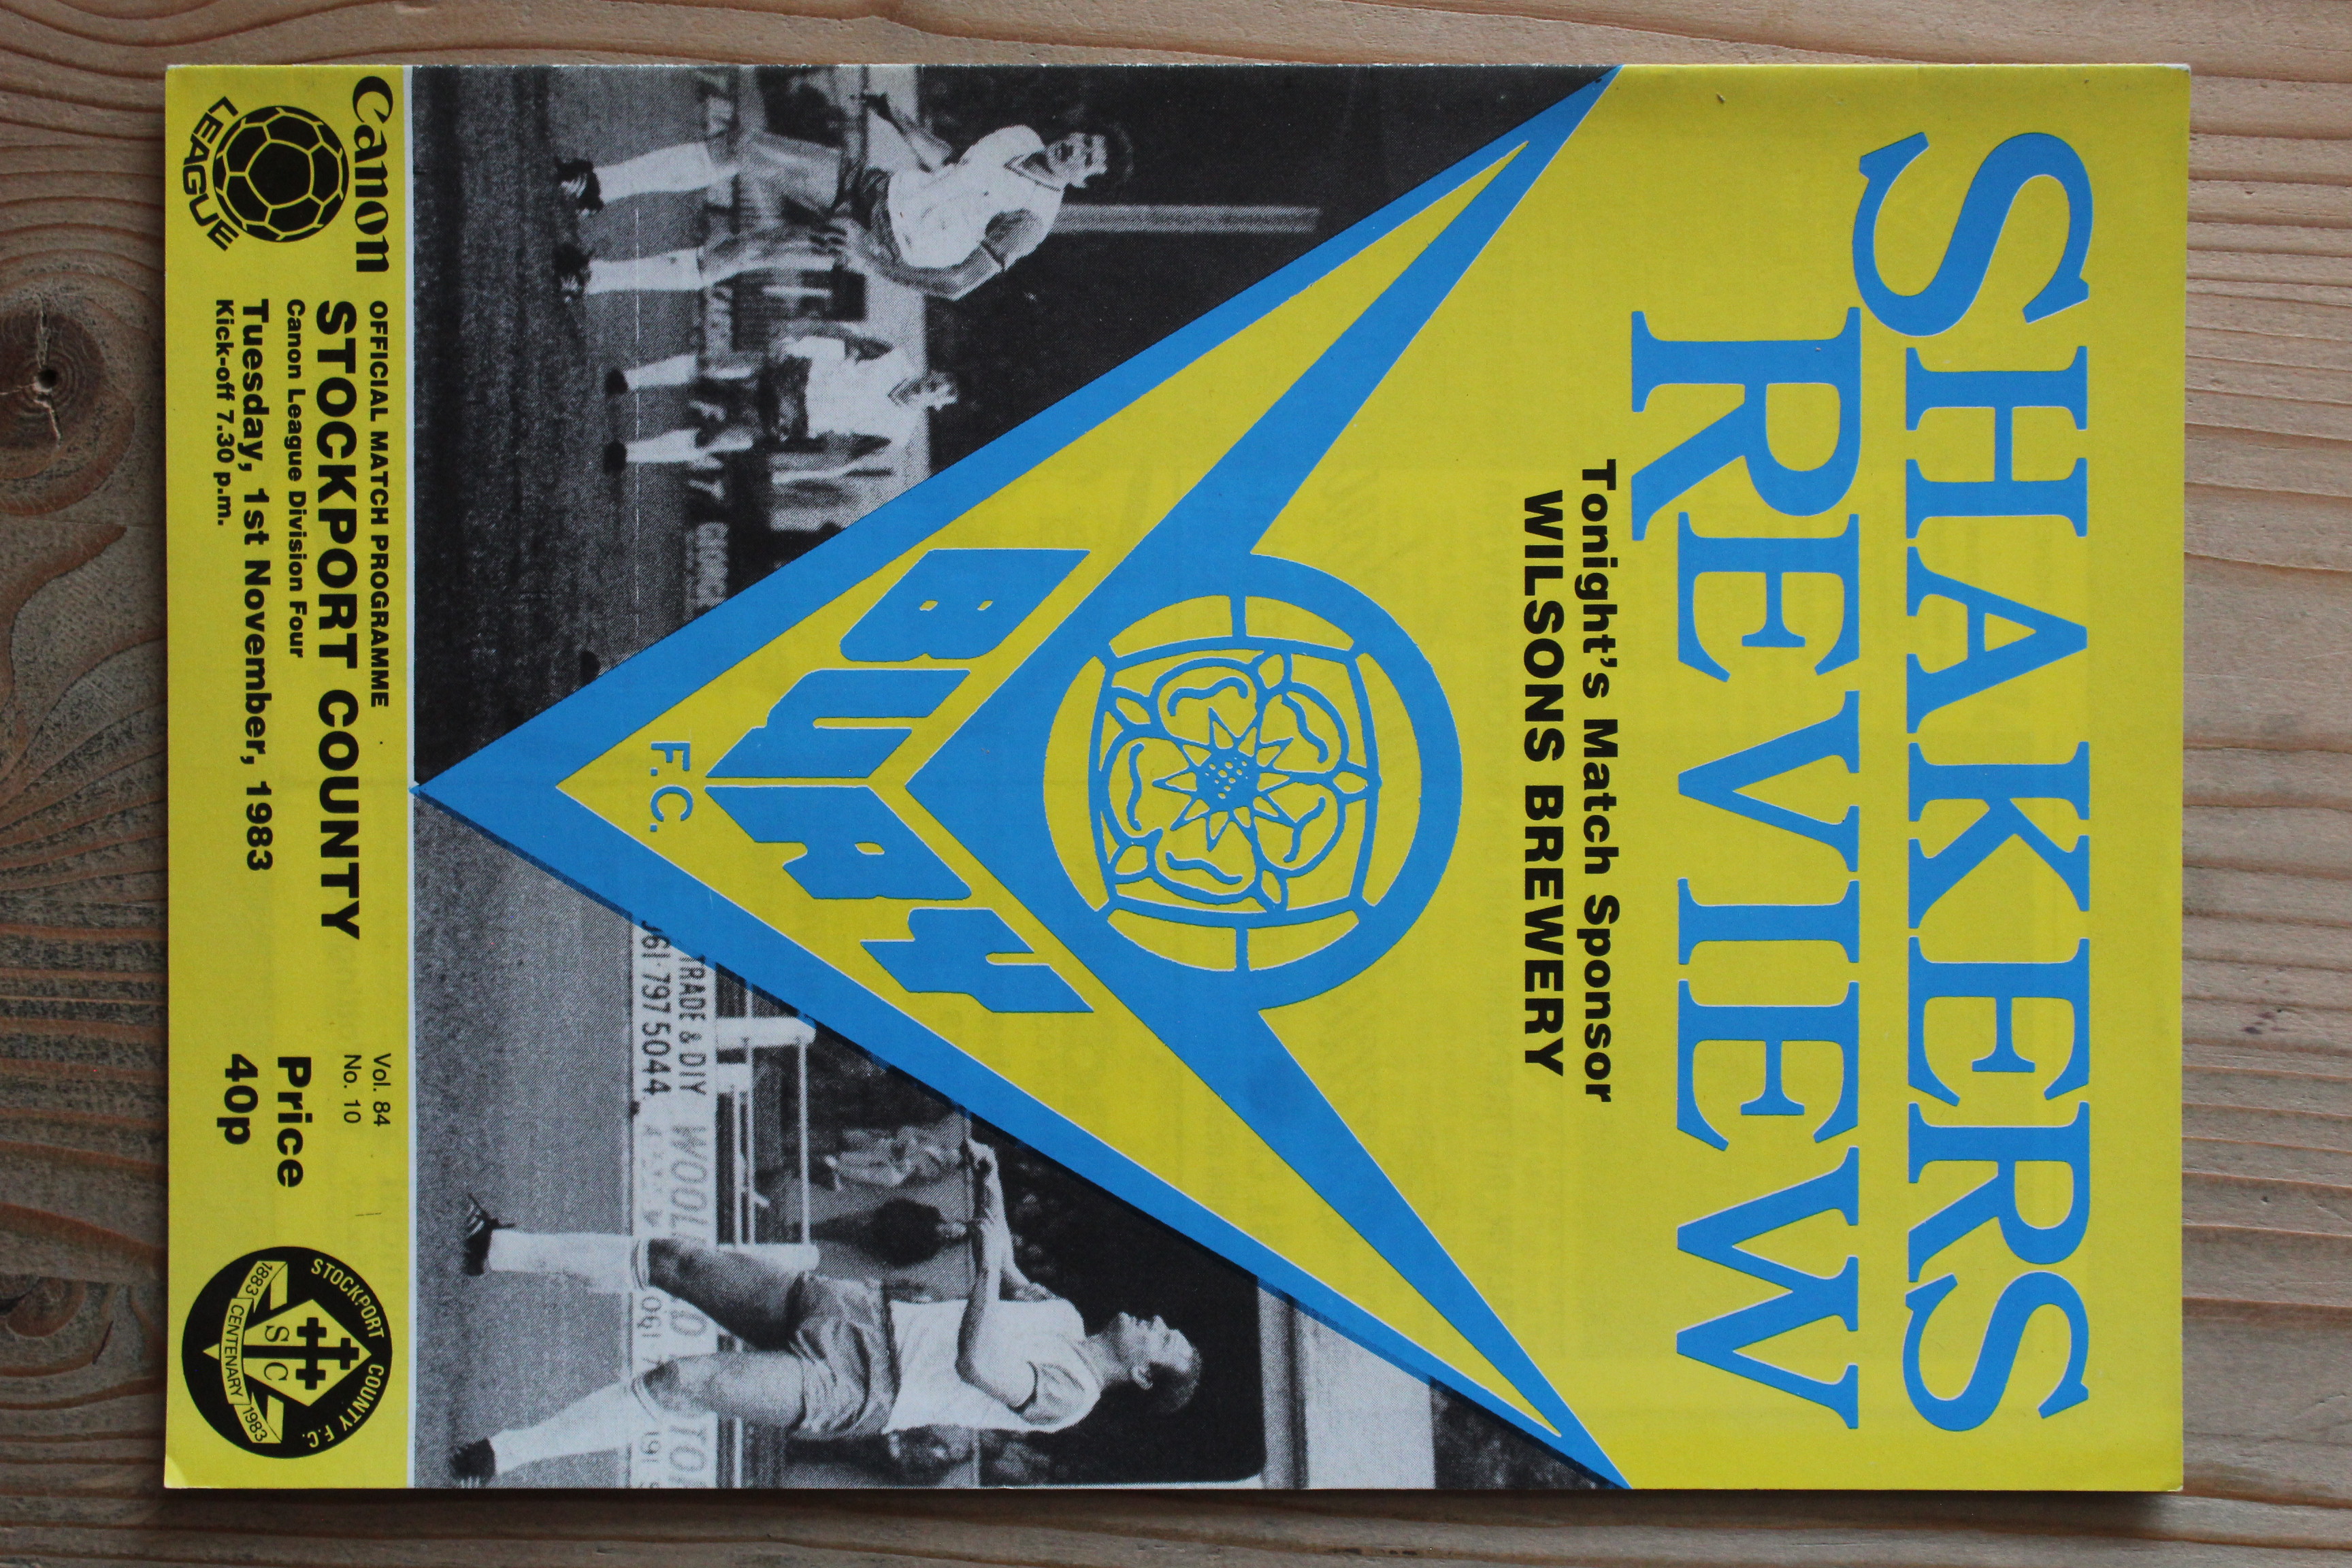 SHAKERS
REVIEW
Tonight's Match Sponsor
WILSONS BREWERY
BURY
F.C.
TRADE & DIY
061·797 5044
Canon
LEAGUE
OFFICIAL MATCH PROGRAMME
STOCKPORT COUNTY
Canon League Division Four
Tuesday, 1st November, 1983
Kick-off 7.30 p.m.
Vol. 84
No. 10
Price
40p
STOCKPORT COUNTY F.C.
S C
1883 CENTENARY 1983